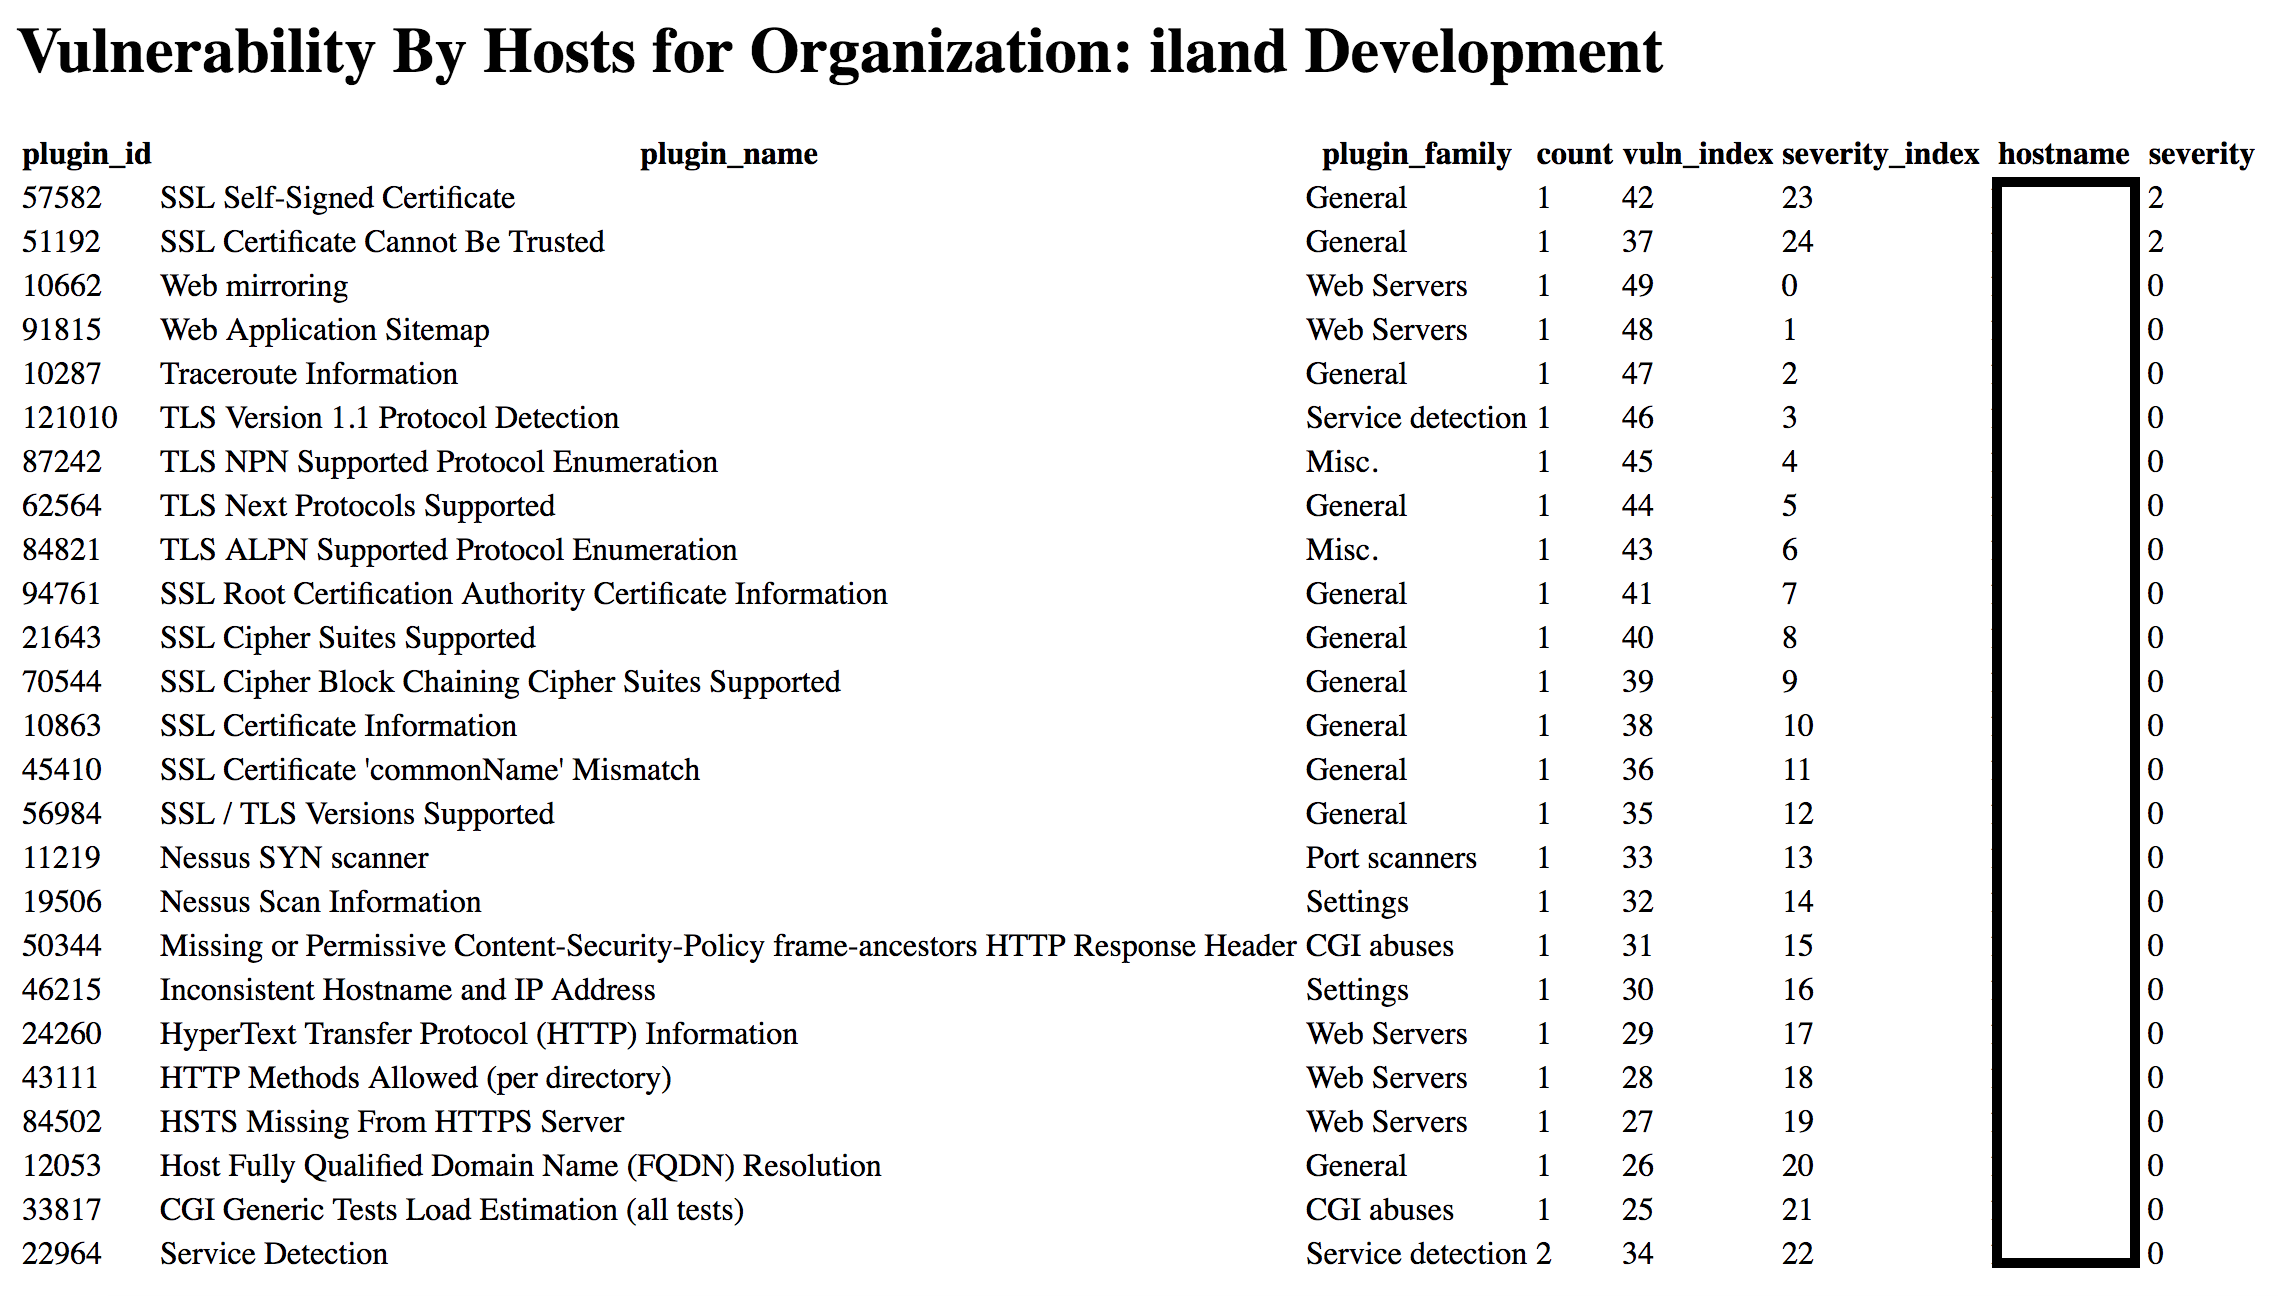 Vulnerability By Hosts for Organization: iland Development
plugin_id plugin_name plugin_family count vuln_index severity_index hostname severity
57582 SSL Self-Signed Certificate General 1 42 23 2
51192 SSL Certificate Cannot Be Trusted General 1 37 24 2
10662 Web mirroring Web Servers 1 49 0 0
91815 Web Application Sitemap Web Servers 1 48 1 0
10287 Traceroute Information General 1 47 2 0
121010 TLS Version 1.1 Protocol Detection Service detection 1 46 3 0
87242 TLS NPN Supported Protocol Enumeration Misc. 1 45 4 0
62564 TLS Next Protocols Supported General 1 44 5 0
84821 TLS ALPN Supported Protocol Enumeration Misc. 1 43 6 0
94761 SSL Root Certification Authority Certificate Information General 1 41 7 0
21643 SSL Cipher Suites Supported General 1 40 8 0
70544 SSL Cipher Block Chaining Cipher Suites Supported General 1 39 9 0
10863 SSL Certificate Information General 1 38 10 0
45410 SSL Certificate 'commonName' Mismatch General 1 36 11 0
56984 SSL / TLS Versions Supported General 1 35 12 0
11219 Nessus SYN scanner Port scanners 1 33 13 0
19506 Nessus Scan Information Settings 1 32 14 0
50344 Missing or Permissive Content-Security-Policy frame-ancestors HTTP Response Header CGI abuses 1 31 15 0
46215 Inconsistent Hostname and IP Address Settings 1 30 16 0
24260 HyperText Transfer Protocol (HTTP) Information Web Servers 1 29 17 0
43111 HTTP Methods Allowed (per directory) Web Servers 1 28 18 0
84502 HSTS Missing From HTTPS Server Web Servers 1 27 19 0
12053 Host Fully Qualified Domain Name (FQDN) Resolution General 1 26 20 0
33817 CGI Generic Tests Load Estimation (all tests) CGI abuses 1 25 21 0
22964 Service Detection Service detection 2 34 22 0